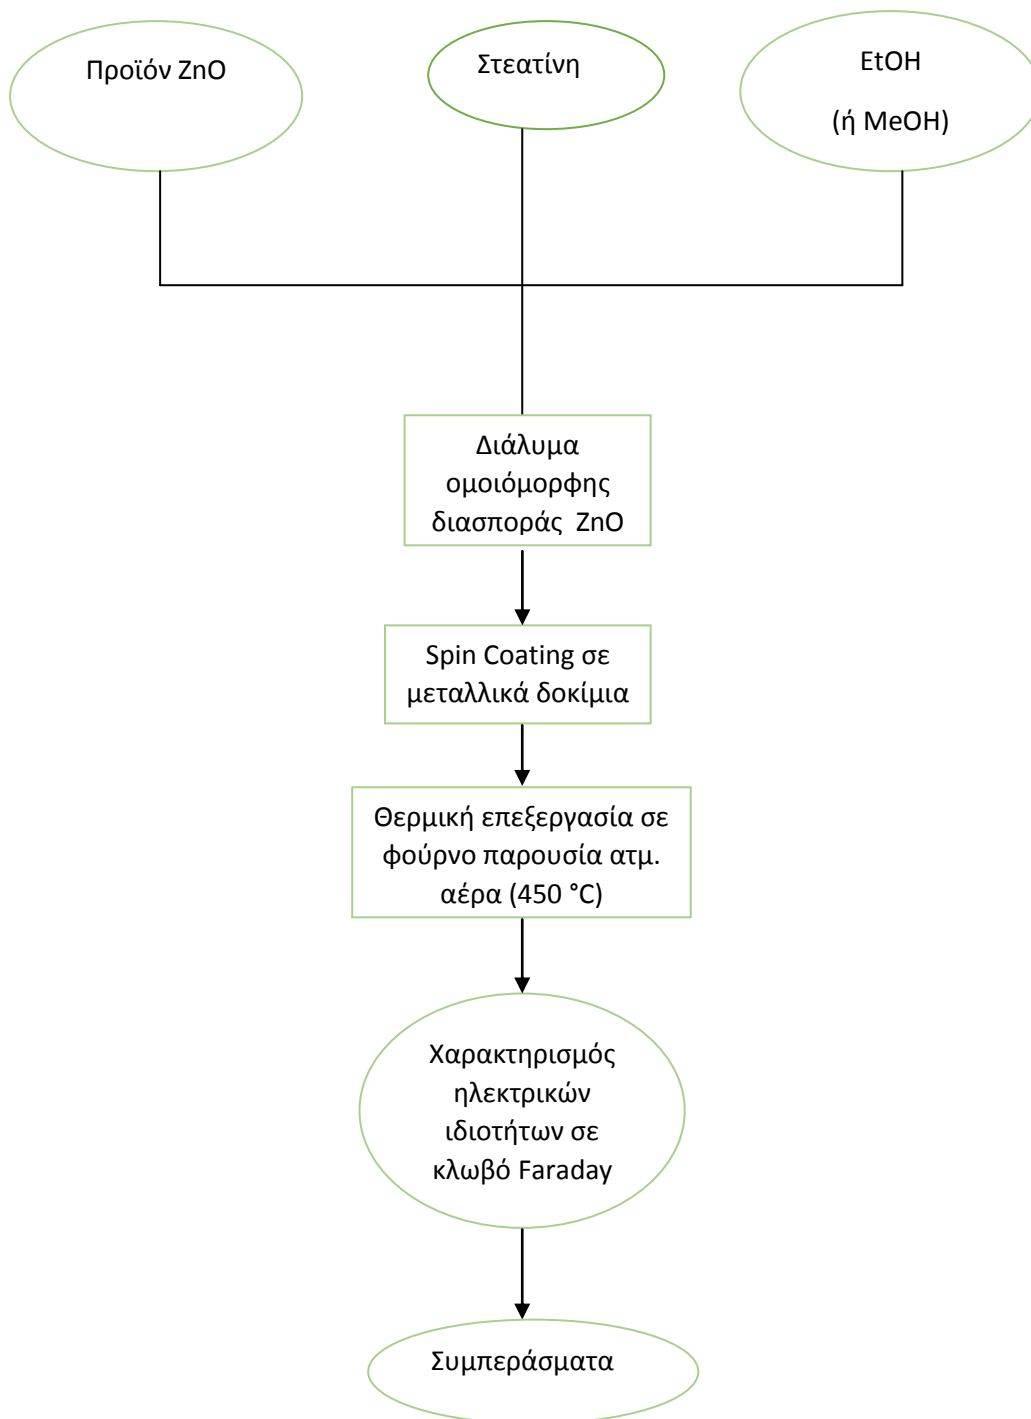 Προϊόν ZnO
Στεατίνη
EtOH
(ή MeOH)
Διάλυμα
ομοιόμορφης
διασποράς ZnO
Spin Coating σε
μεταλλικά δοκίμια
Θερμική επεξεργασία σε
φούρνο παρουσία ατμ.
αέρα (450 °C)
Χαρακτηρισμός
ηλεκτρικών
ιδιοτήτων σε
κλωβό Faraday
Συμπεράσματα